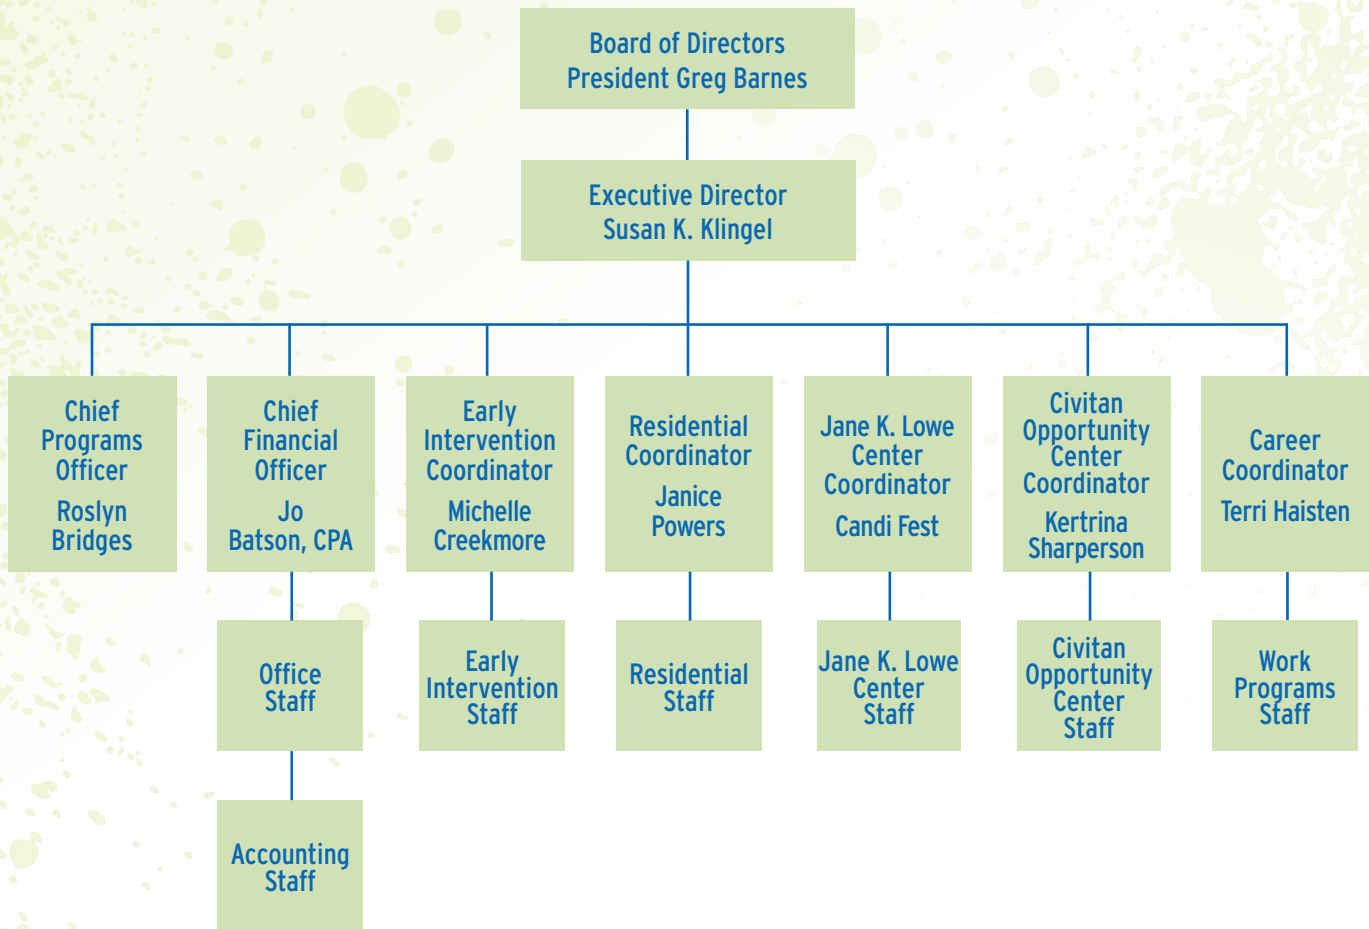 Board of Directors
President Greg Barnes
Executive Director
Susan K. Klingel
Chief
Programs
Officer
Roslyn
Bridges
Chief
Financial
Officer
Jo
Batson, CPA
Early
Intervention
Coordinator
Michelle
Creekmore
Residential
Coordinator
Janice
Powers
Jane K. Lowe
Center
Coordinator
Candi Fest
Civitan
Opportunity
Center
Coordinator
Kertrina
Sharperson
Career
Coordinator
Terri Haisten
Office
Staff
Early
Intervention
Staff
Residential
Staff
Jane K. Lowe
Center
Staff
Civitan
Opportunity
Center
Staff
Work
Programs
Staff
Accounting
Staff